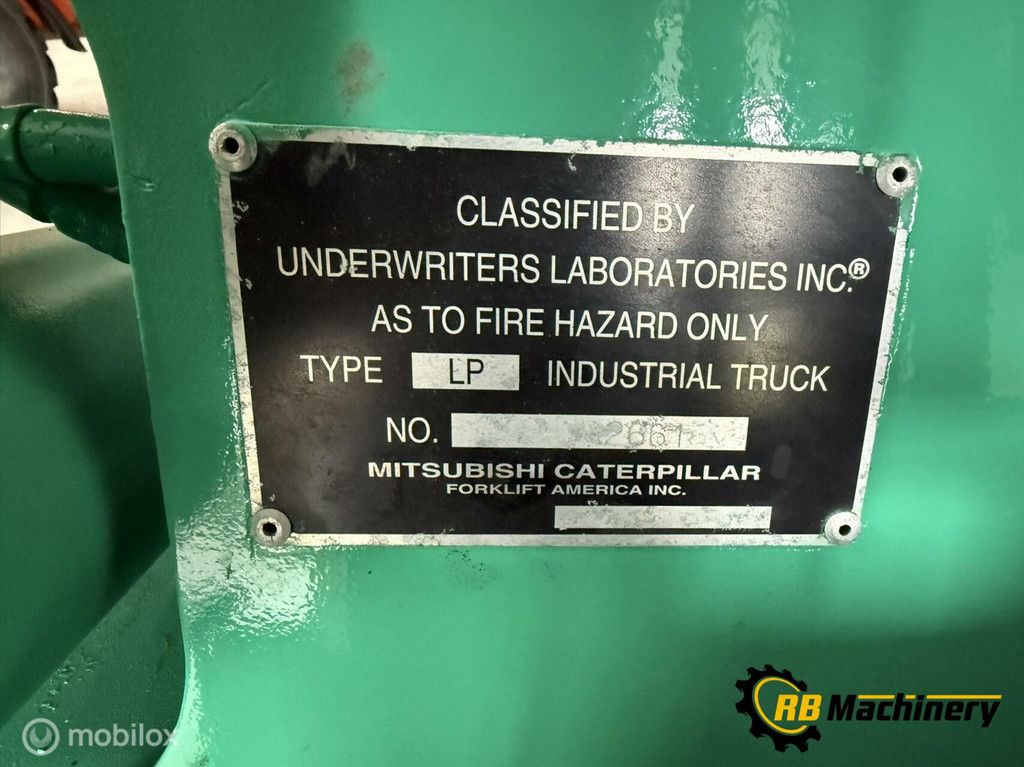 CLASSIFIED BY
UNDERWRITERS LABORATORIES INC.®
AS TO FIRE HAZARD ONLY
TYPE LP INDUSTRIAL TRUCK
NO.
MITSUBISHI CATERPILLAR
FORKLIFT AMERICA INC.
RB Machinery
mobilox